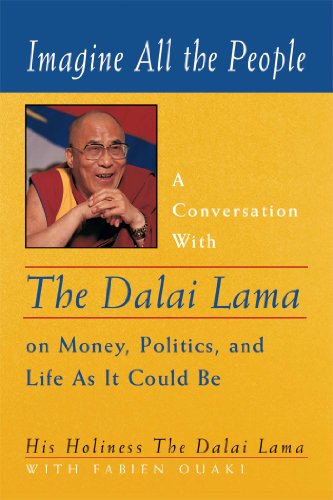 Imagine All the People
A
Conversation
With
The Dalai Lama
on Money, Politics, and
Life As It Could Be
His Holiness The Dalai Lama
WITH FABIEN OUAKI